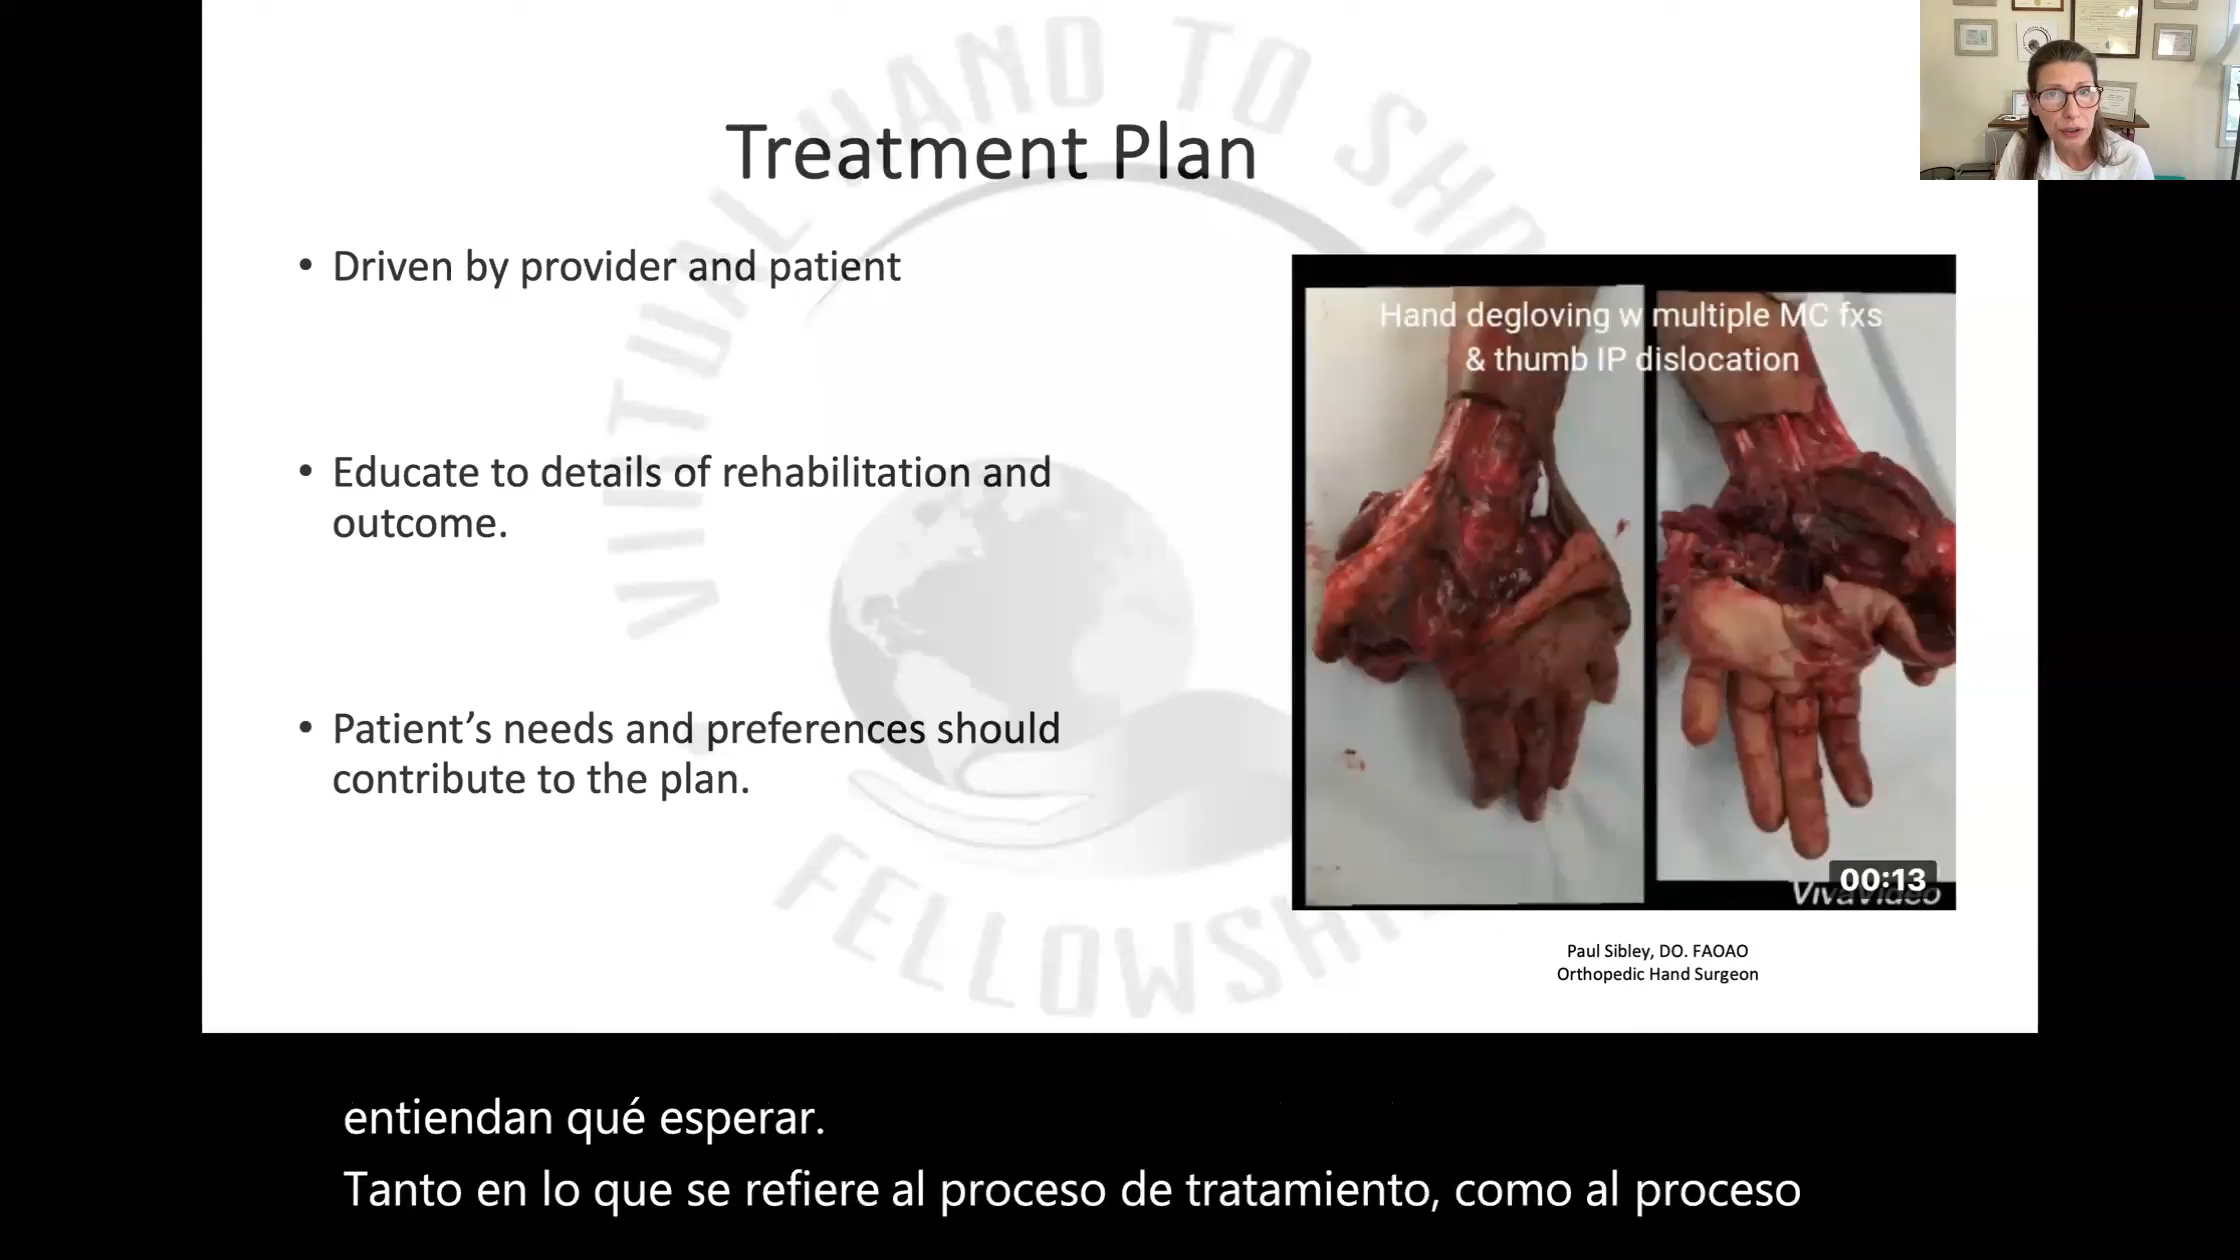 VIRTUAL HAND TO SHO
Treatment Plan
• Driven by provider and patient
• Educate to details of rehabilitation and
outcome.
• Patient’s needs and preferences should
contribute to the plan.
Hand degloving w multiple MC fxs
& thumb IP dislocation
00:13
VivaVideo
Paul Sibley, DO. FAOAO
Orthopedic Hand Surgeon
FELLOWSHI
entiendan qué esperar.
Tanto en lo que se refiere al proceso de tratamiento, como al proceso